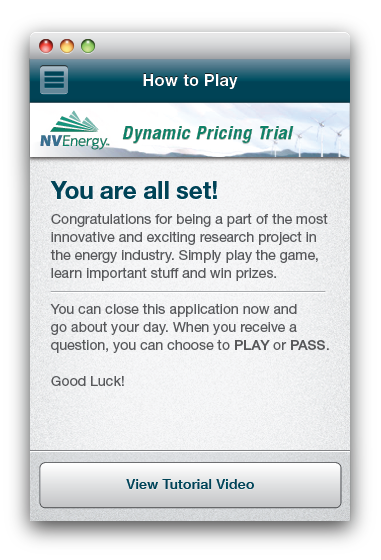 How to Play
NVEnergy™ Dynamic Pricing Trial
You are all set!
Congratulations for being a part of the most
innovative and exciting research project in
the energy industry. Simply play the game,
learn important stuff and win prizes.
You can close this application now and
go about your day. When you receive a
question, you can choose to PLAY or PASS.
Good Luck!
View Tutorial Video